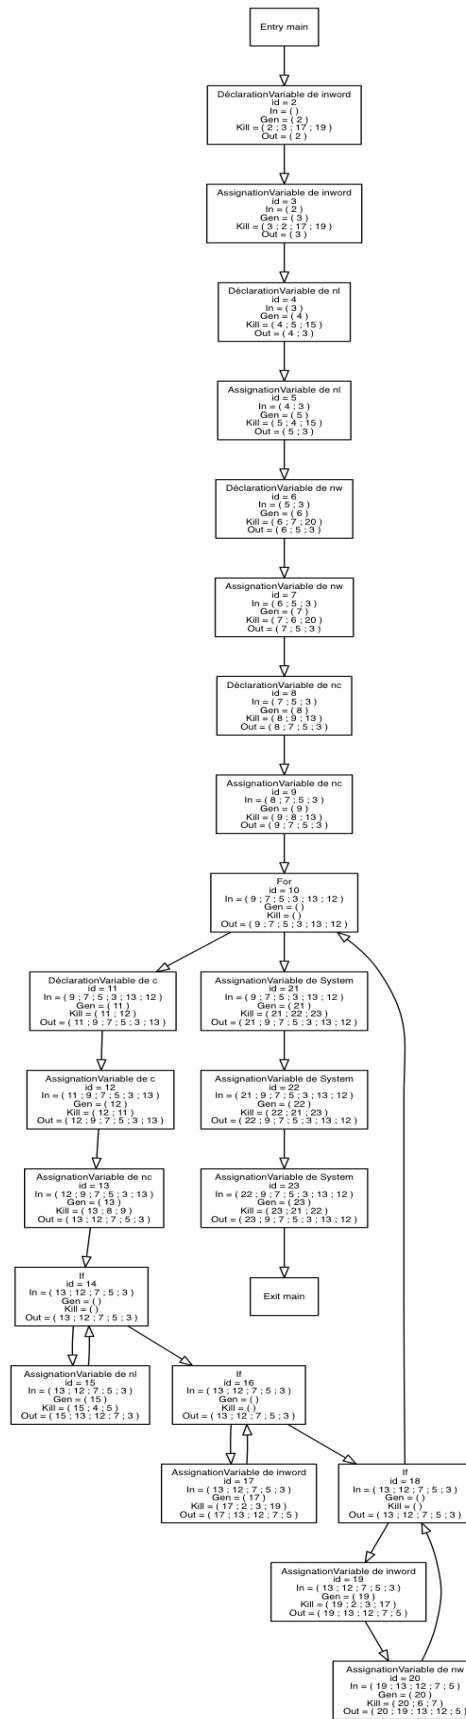 Entry main
DéclarationVariable de inword
id = 2
In = ( )
Gen = ( 2 )
Kill = ( 2 ; 3 ; 17 ; 19 )
Out = ( 2 )
AssignationVariable de inword
id = 3
In = ( 2 )
Gen = ( 3 )
Kill = ( 3 ; 2 ; 17 ; 19 )
Out = ( 3 )
DéclarationVariable de nl
id = 4
In = ( 3 )
Gen = ( 4 )
Kill = ( 4 ; 5 ; 15 )
Out = ( 4 ; 3 )
AssignationVariable de nl
id = 5
In = ( 4 ; 3 )
Gen = ( 5 )
Kill = ( 5 ; 4 ; 15 )
Out = ( 5 ; 3 )
DéclarationVariable de nw
id = 6
In = ( 5 ; 3 )
Gen = ( 6 )
Kill = ( 6 ; 7 ; 20 )
Out = ( 6 ; 5 ; 3 )
AssignationVariable de nw
id = 7
In = ( 6 ; 5 ; 3 )
Gen = ( 7 )
Kill = ( 7 ; 6 ; 20 )
Out = ( 7 ; 5 ; 3 )
DéclarationVariable de nc
id = 8
In = ( 7 ; 5 ; 3 )
Gen = ( 8 )
Kill = ( 8 ; 9 ; 13 )
Out = ( 8 ; 7 ; 5 ; 3 )
AssignationVariable de nc
id = 9
In = ( 8 ; 7 ; 5 ; 3 )
Gen = ( 9 )
Kill = ( 9 ; 8 ; 13 )
Out = ( 9 ; 7 ; 5 ; 3 )
For
id = 10
In = ( 9 ; 7 ; 5 ; 3 ; 13 ; 12 )
Gen = ( )
Kill = ( )
Out = ( 9 ; 7 ; 5 ; 3 ; 13 ; 12 )
DéclarationVariable de c
id = 11
In = ( 9 ; 7 ; 5 ; 3 ; 13 ; 12 )
Gen = ( 11 )
Kill = ( 11 ; 12 )
Out = ( 11 ; 9 ; 7 ; 5 ; 3 ; 13 )
AssignationVariable de System
id = 21
In = ( 9 ; 7 ; 5 ; 3 ; 13 ; 12 )
Gen = ( 21 )
Kill = ( 21 ; 22 ; 23 )
Out = ( 21 ; 9 ; 7 ; 5 ; 3 ; 13 ; 12 )
AssignationVariable de c
id = 12
In = ( 11 ; 9 ; 7 ; 5 ; 3 ; 13 )
Gen = ( 12 )
Kill = ( 12 ; 11 )
Out = ( 12 ; 9 ; 7 ; 5 ; 3 ; 13 )
AssignationVariable de System
id = 22
In = ( 21 ; 9 ; 7 ; 5 ; 3 ; 13 ; 12 )
Gen = ( 22 )
Kill = ( 22 ; 21 ; 23 )
Out = ( 22 ; 9 ; 7 ; 5 ; 3 ; 13 ; 12 )
AssignationVariable de nc
id = 13
In = ( 12 ; 9 ; 7 ; 5 ; 3 ; 13 )
Gen = ( 13 )
Kill = ( 13 ; 8 ; 9 )
Out = ( 13 ; 12 ; 7 ; 5 ; 3 )
AssignationVariable de System
id = 23
In = ( 22 ; 9 ; 7 ; 5 ; 3 ; 13 ; 12 )
Gen = ( 23 )
Kill = ( 23 ; 21 ; 22 )
Out = ( 23 ; 9 ; 7 ; 5 ; 3 ; 13 ; 12 )
If
id = 14
In = ( 13 ; 12 ; 7 ; 5 ; 3 )
Gen = ( )
Kill = ( )
Out = ( 13 ; 12 ; 7 ; 5 ; 3 )
Exit main
AssignationVariable de nl
id = 15
In = ( 13 ; 12 ; 7 ; 5 ; 3 )
Gen = ( 15 )
Kill = ( 15 ; 4 ; 5 )
Out = ( 15 ; 13 ; 12 ; 7 ; 3 )
If
id = 16
In = ( 13 ; 12 ; 7 ; 5 ; 3 )
Gen = ( )
Kill = ( )
Out = ( 13 ; 12 ; 7 ; 5 ; 3 )
AssignationVariable de inword
id = 17
In = ( 13 ; 12 ; 7 ; 5 ; 3 )
Gen = ( 17 )
Kill = ( 17 ; 2 ; 3 ; 19 )
Out = ( 17 ; 13 ; 12 ; 7 ; 5 )
If
id = 18
In = ( 13 ; 12 ; 7 ; 5 ; 3 )
Gen = ( )
Kill = ( )
Out = ( 13 ; 12 ; 7 ; 5 ; 3 )
AssignationVariable de inword
id = 19
In = ( 13 ; 12 ; 7 ; 5 ; 3 )
Gen = ( 19 )
Kill = ( 19 ; 2 ; 3 ; 17 )
Out = ( 19 ; 13 ; 12 ; 7 ; 5 )
AssignationVariable de nw
id = 20
In = ( 19 ; 13 ; 12 ; 7 ; 5 )
Gen = ( 20 )
Kill = ( 20 ; 6 ; 7 )
Out = ( 20 ; 19 ; 13 ; 12 ; 5 )